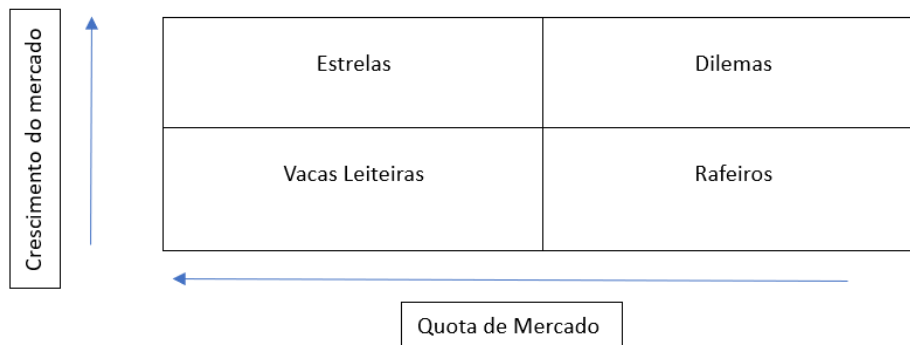 Crescimento do mercado
Estrelas
Dilemas
Vacas Leiteiras
Rafeiros
Quota de Mercado